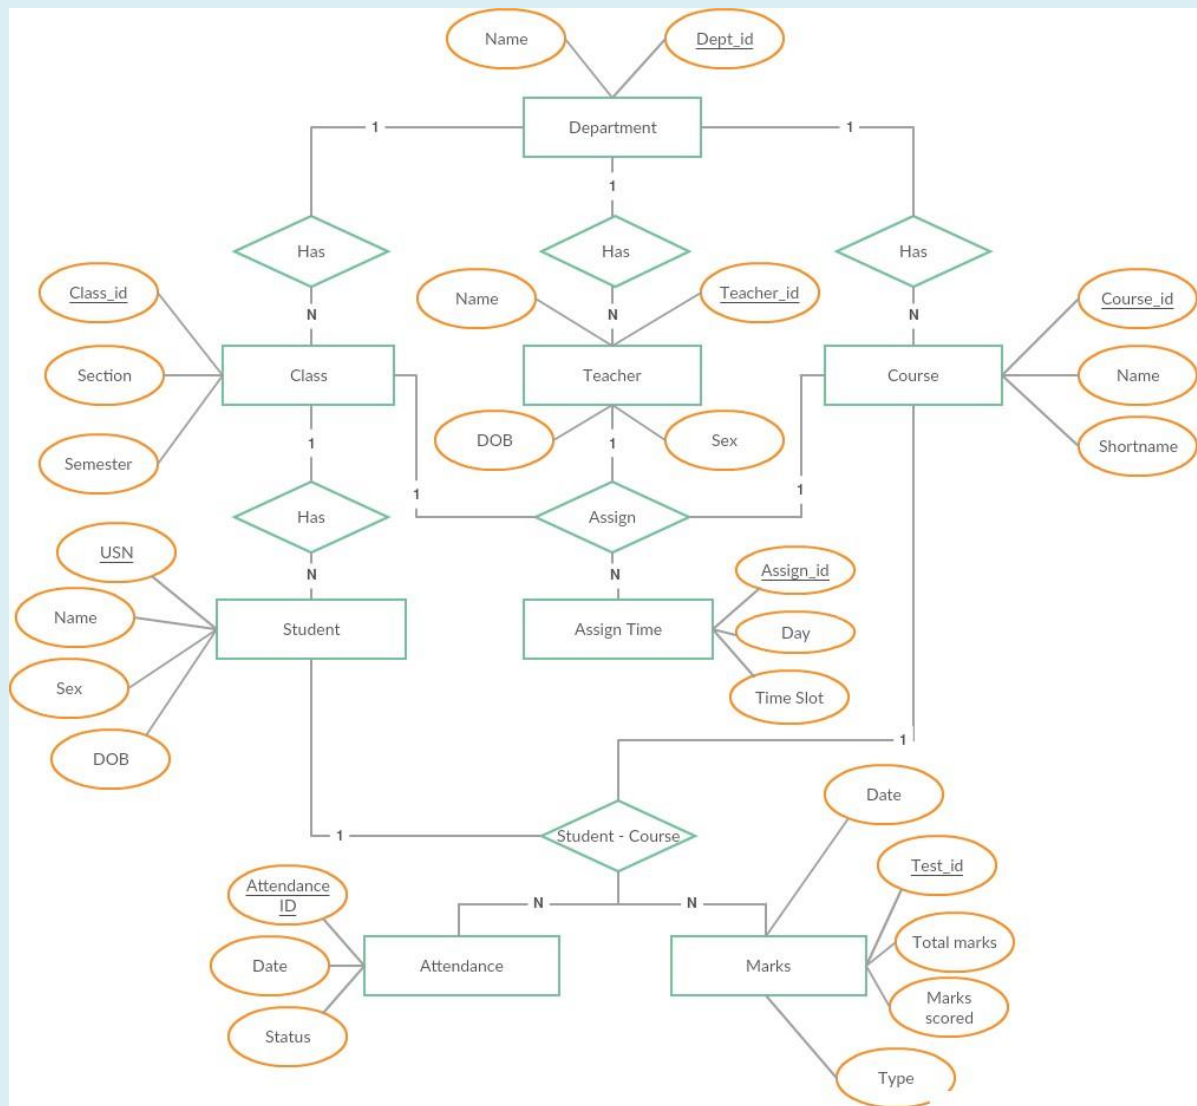 Name
Dept_id
Department
1
1
1
Has
Has
Has
Class_id
Name
Teacher_id
Course_id
N
N
N
Section
Class
Teacher
Course
Name
Semester
DOB
Sex
Shortname
1
1
1
1
Has
Assign
USN
N
N
Assign_id
Name
Student
Assign Time
Day
Sex
Time Slot
DOB
1
Date
1
Student - Course
Test_id
Attendance
ID
N
N
Total marks
Date
Attendance
Marks
Marks
scored
Status
Type